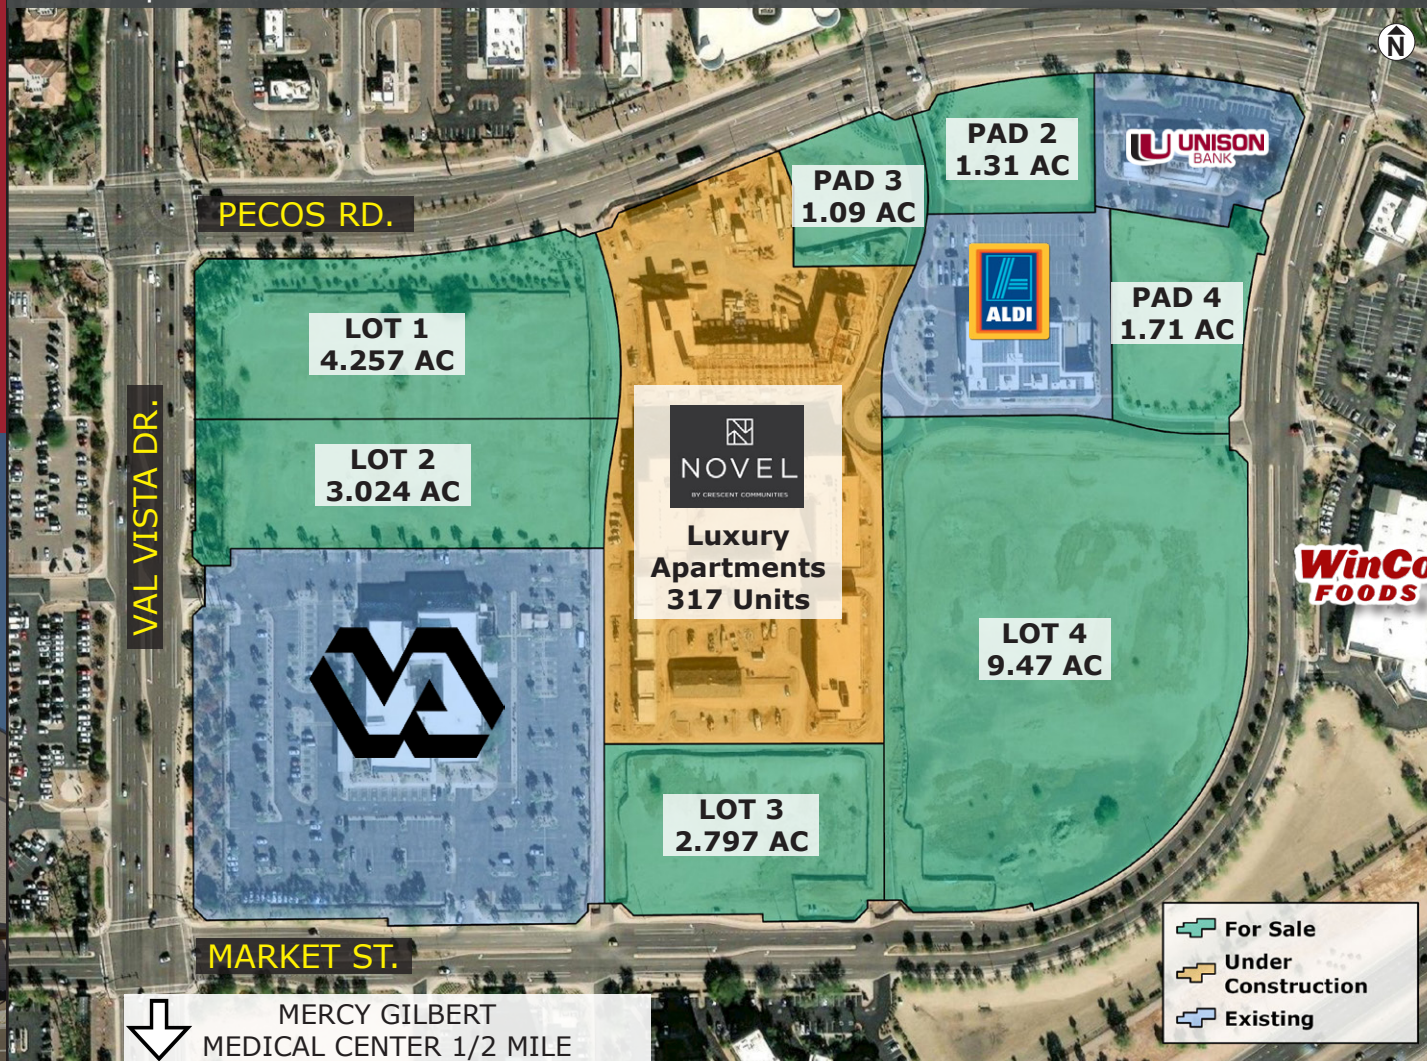 N
PAD 2
1.31 AC
UNISON
BANK
PAD 3
1.09 AC
PECOS RD.
ALDI
PAD 4
1.71 AC
LOT 1
4.257 AC
VAL VISTA DR.
LOT 2
3.024 AC
NOVEL
BY CRESCENT COMMUNITIES
Luxury
Apartments
317 Units
WinCo
FOODS
LOT 4
9.47 AC
VA
LOT 3
2.797 AC
MARKET ST.
For Sale
Under
Construction
Existing
MERCY GILBERT
MEDICAL CENTER 1/2 MILE